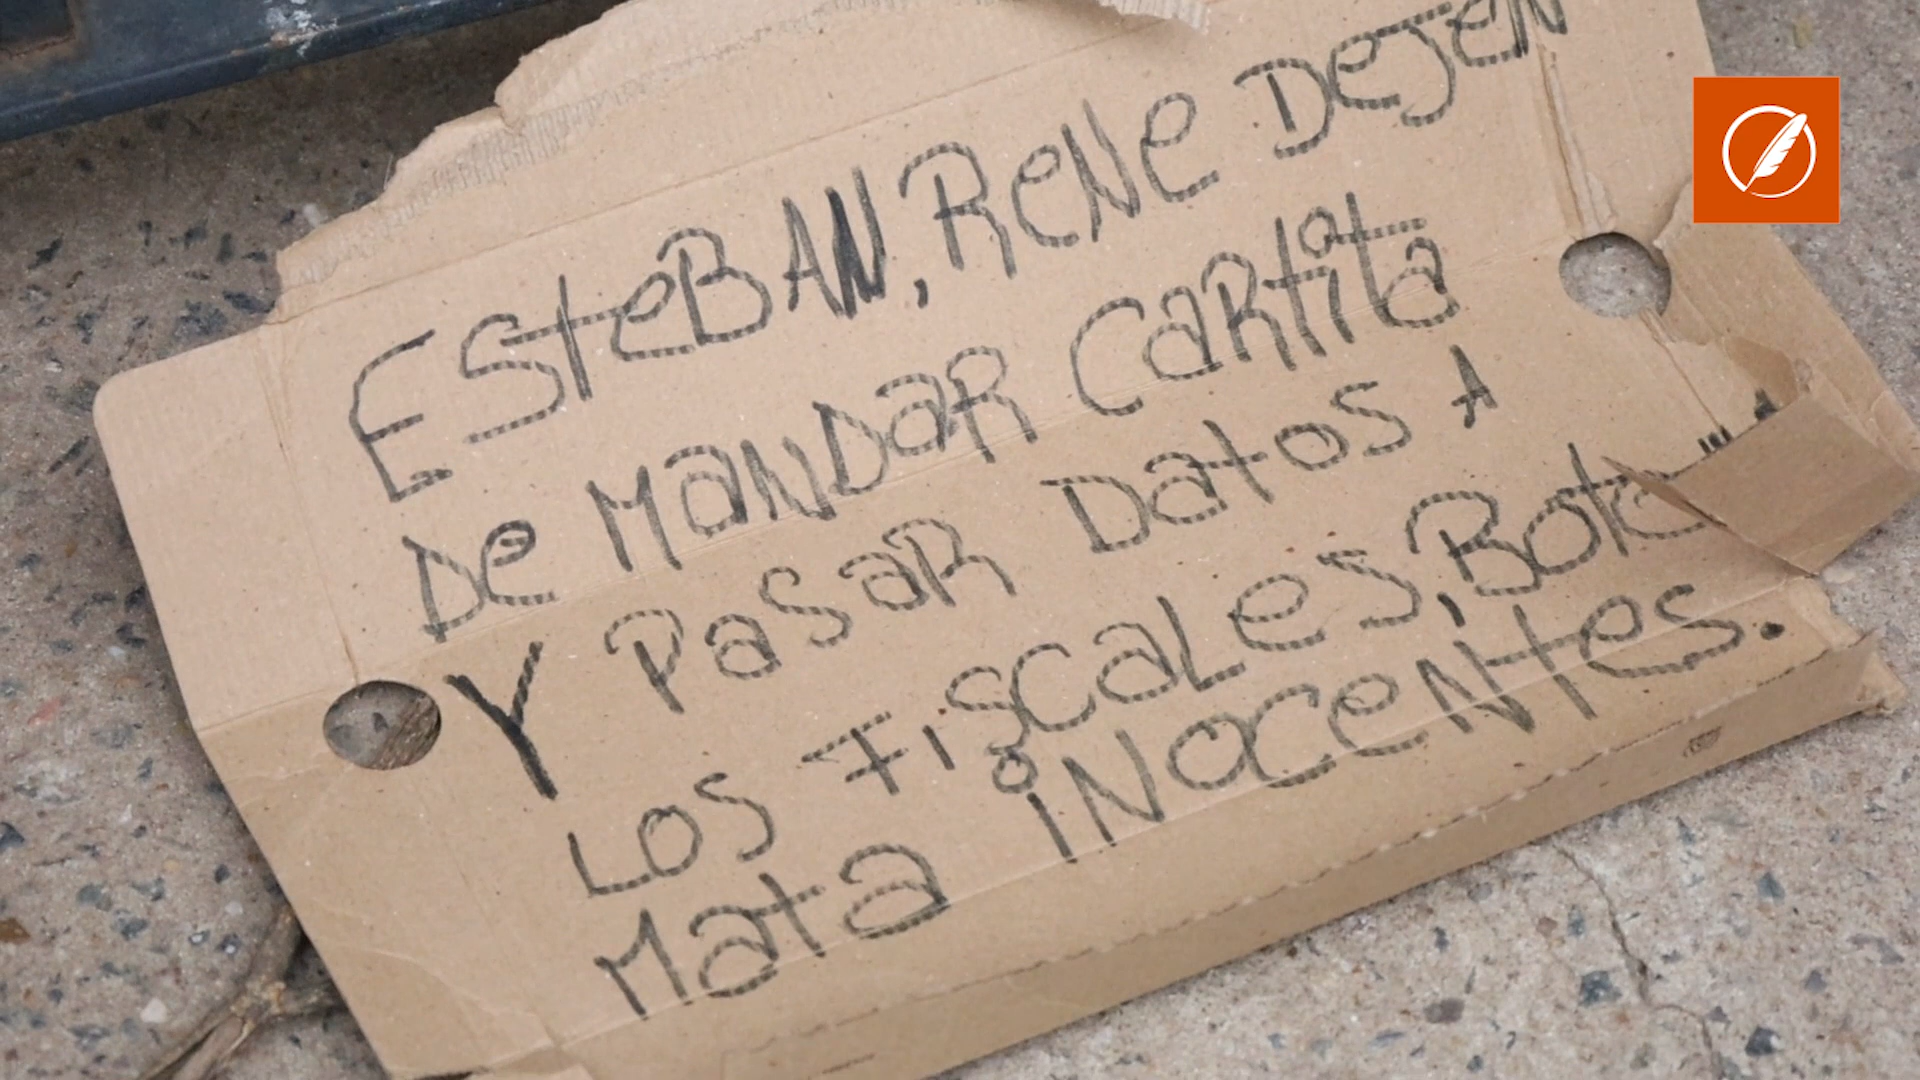 ESteBAN, ReNe DeJeN
De MaNDaR CaRtita
Y PasaR Datos A
Los Fiscales, 
Mata iNoceNtes.